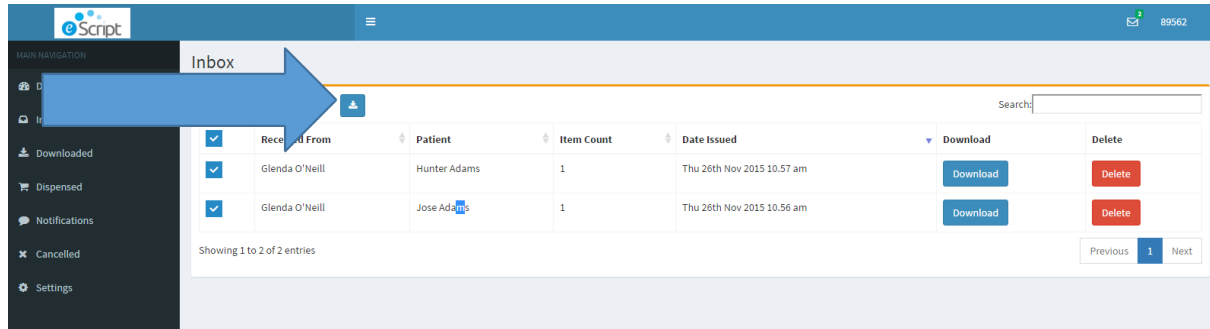 eScript
2
89562
MAIN NAVIGATION
Inbox
D
Search:
Downloaded
Dispensed
Notifications
Cancelled
Settings
From Patient Item Count Date Issued Download Delete
Glenda O'Neill Hunter Adams 1 Thu 26th Nov 2015 10.57 am Download Delete
Glenda O'Neill Jose Adams 1 Thu 26th Nov 2015 10.56 am Download Delete
Showing 1 to 2 of 2 entries
Previous 1 Next